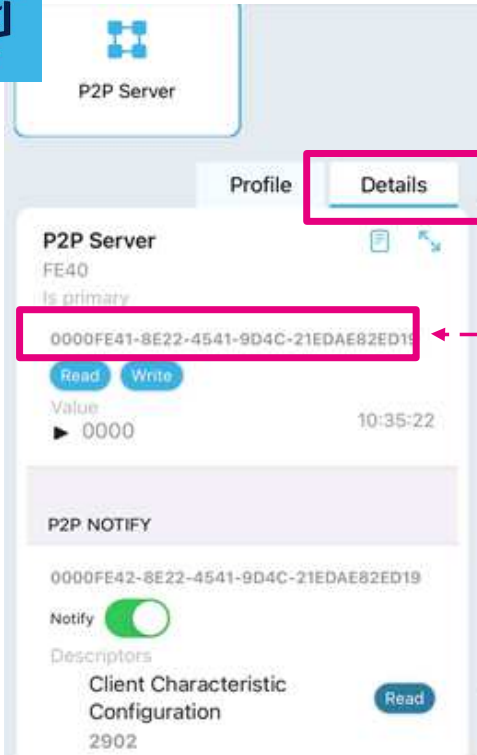 P2P Server
Profile Details
P2P Server
FE40
Is primary
0000FE41-8E22-4541-9D4C-21EDAE82ED19
Read Write
Value
0000 10:35:22
P2P NOTIFY
0000FE42-8E22-4541-9D4C-21EDAE82ED19
Notify
Descriptors
Client Characteristic
Configuration
Read
2902